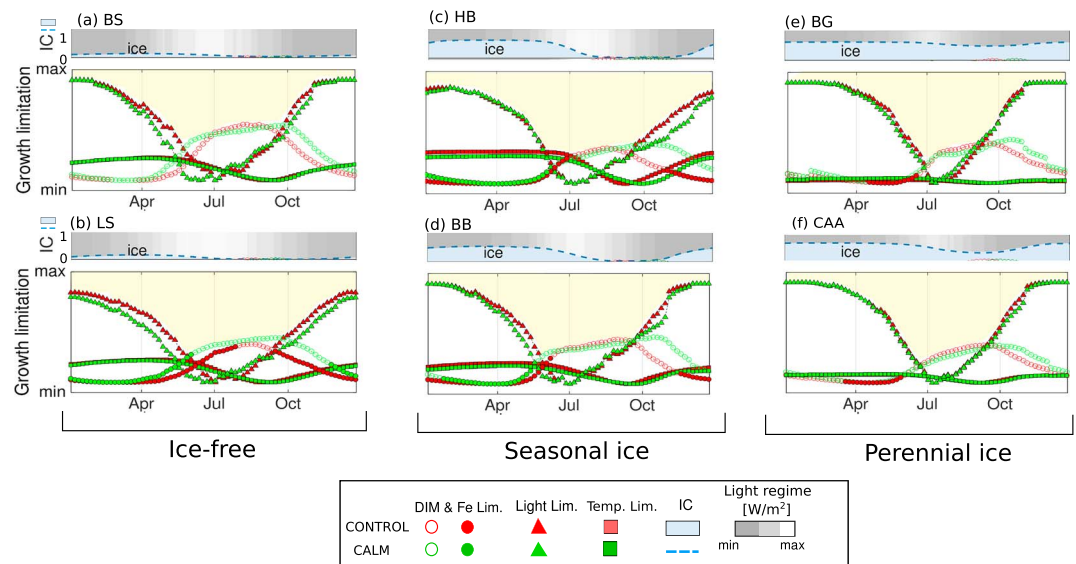 (a) BS
IC
1
0
ice
Growth limitation
max
min
Apr
Jul
Oct
(c) HB
ice
Apr
Jul
Oct
(e) BG
ice
Apr
Jul
Oct
(b) LS
IC
1
0
ice
Growth limitation
max
min
Apr
Jul
Oct
(d) BB
ice
Apr
Jul
Oct
(f) CAA
ice
Apr
Jul
Oct
Ice-free
Seasonal ice
Perennial ice
DIM & Fe Lim.
Light Lim.
Temp. Lim.
IC
Light regime
[W/m²]
CONTROL
CALM
min
max